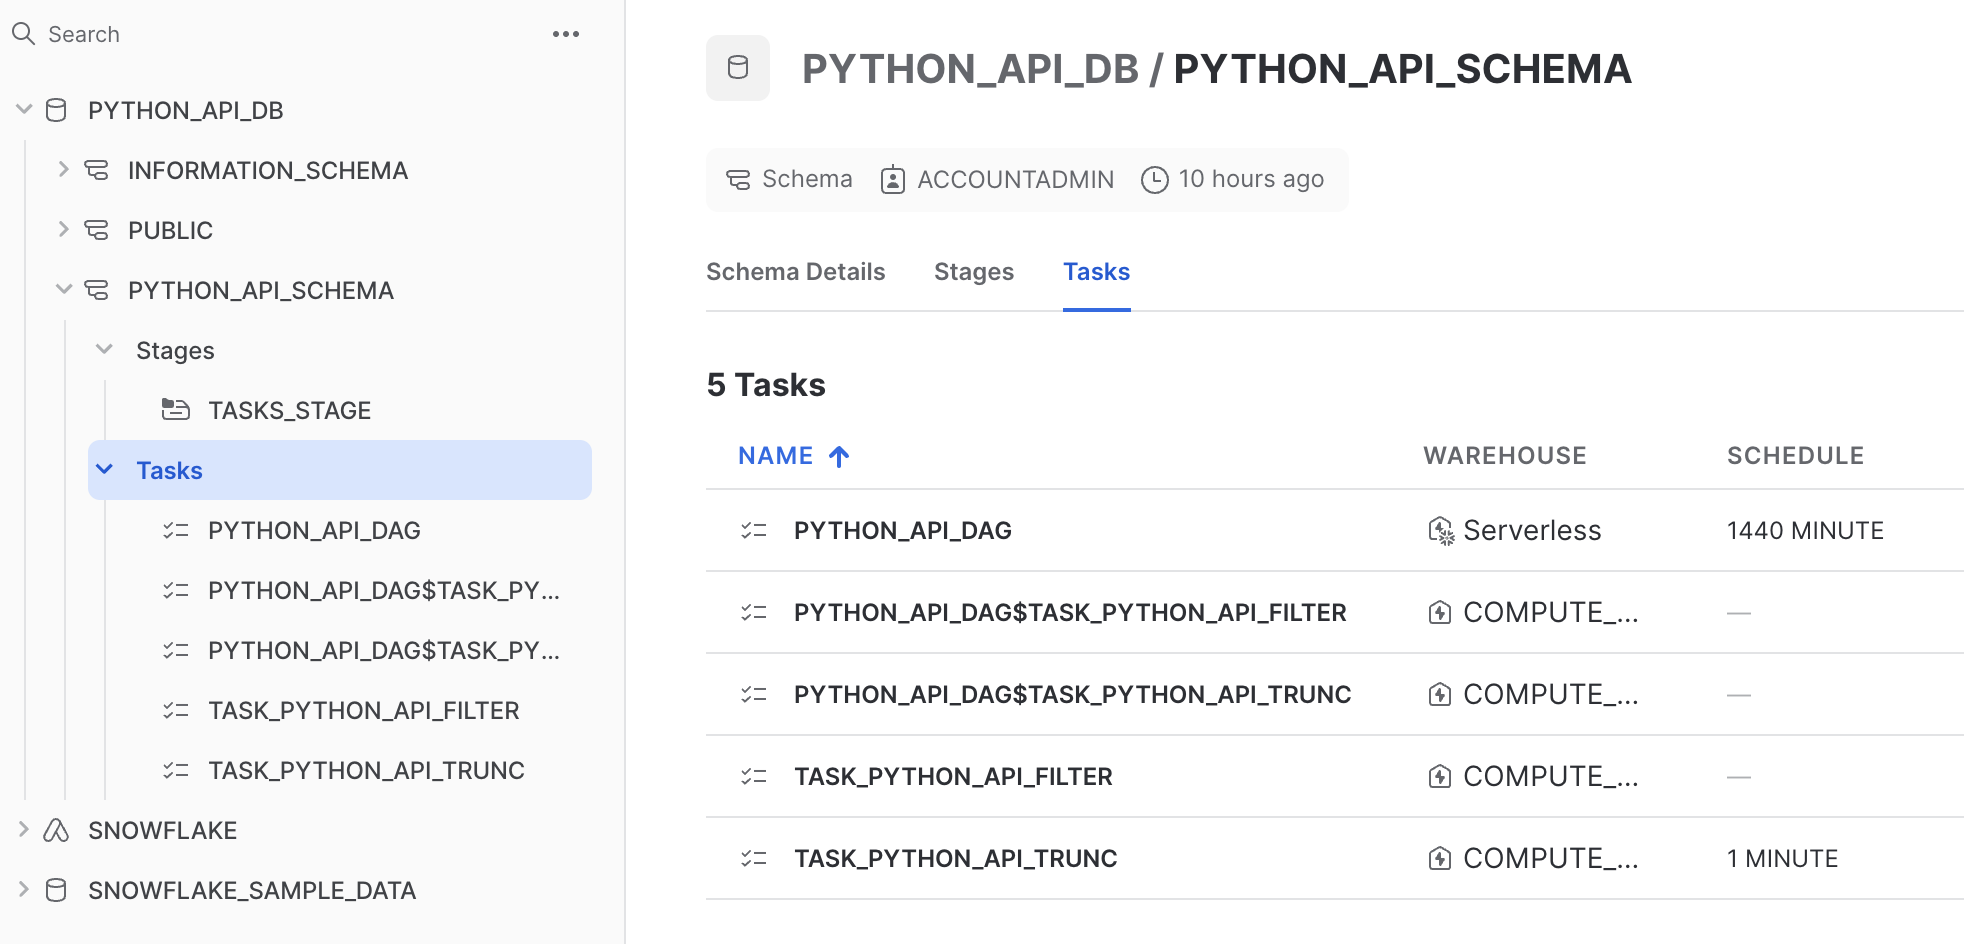 Search
PYTHON_API_DB
INFORMATION_SCHEMA
PUBLIC
PYTHON_API_SCHEMA
Stages
TASKS_STAGE
Tasks
PYTHON_API_DAG
PYTHON_API_DAG$TASK_PY...
PYTHON_API_DAG$TASK_PY...
TASK_PYTHON_API_FILTER
TASK_PYTHON_API_TRUNC
SNOWFLAKE
SNOWFLAKE_SAMPLE_DATA
PYTHON_API_DB / PYTHON_API_SCHEMA
Schema ACCOUNTADMIN 10 hours ago
Schema Details Stages Tasks
5 Tasks
NAME WAREHOUSE SCHEDULE
PYTHON_API_DAG Serverless 1440 MINUTE
PYTHON_API_DAG$TASK_PYTHON_API_FILTER COMPUTE_... —
PYTHON_API_DAG$TASK_PYTHON_API_TRUNC COMPUTE_... —
TASK_PYTHON_API_FILTER COMPUTE_... —
TASK_PYTHON_API_TRUNC COMPUTE_... 1 MINUTE